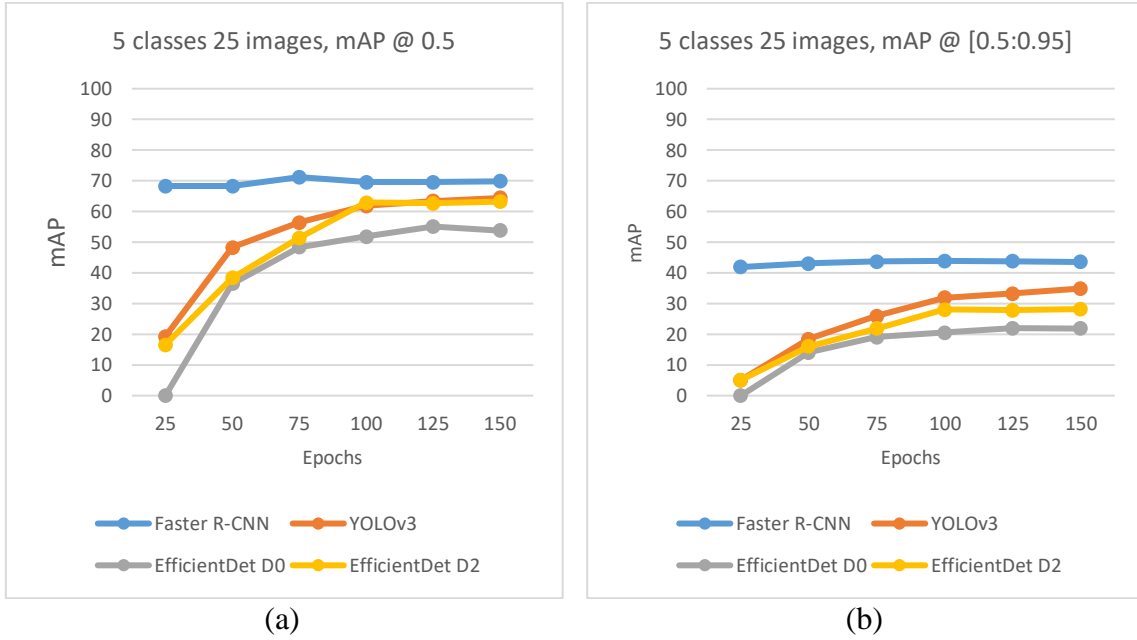 5 classes 25 images, mAP @ 0.5
100
90
80
70
60
50
40
30
20
10
0
mAP
25 50 75 100 125 150
Epochs
Faster R-CNN YOLOv3
EfficientDet D0 EfficientDet D2
(a)
5 classes 25 images, mAP @ [0.5:0.95]
100
90
80
70
60
50
40
30
20
10
0
mAP
25 50 75 100 125 150
Epochs
Faster R-CNN YOLOv3
EfficientDet D0 EfficientDet D2
(b)